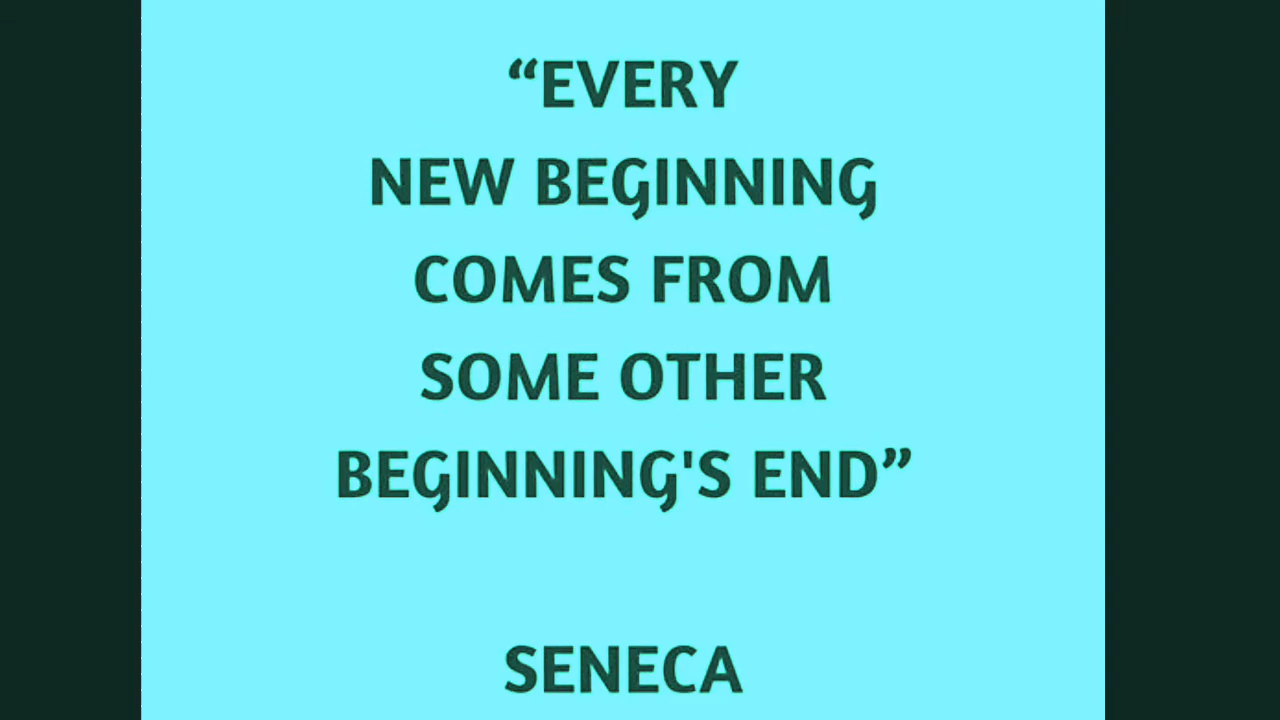 “EVERY
NEW BEGINNING
COMES FROM
SOME OTHER
BEGINNING'S END”
SENECA